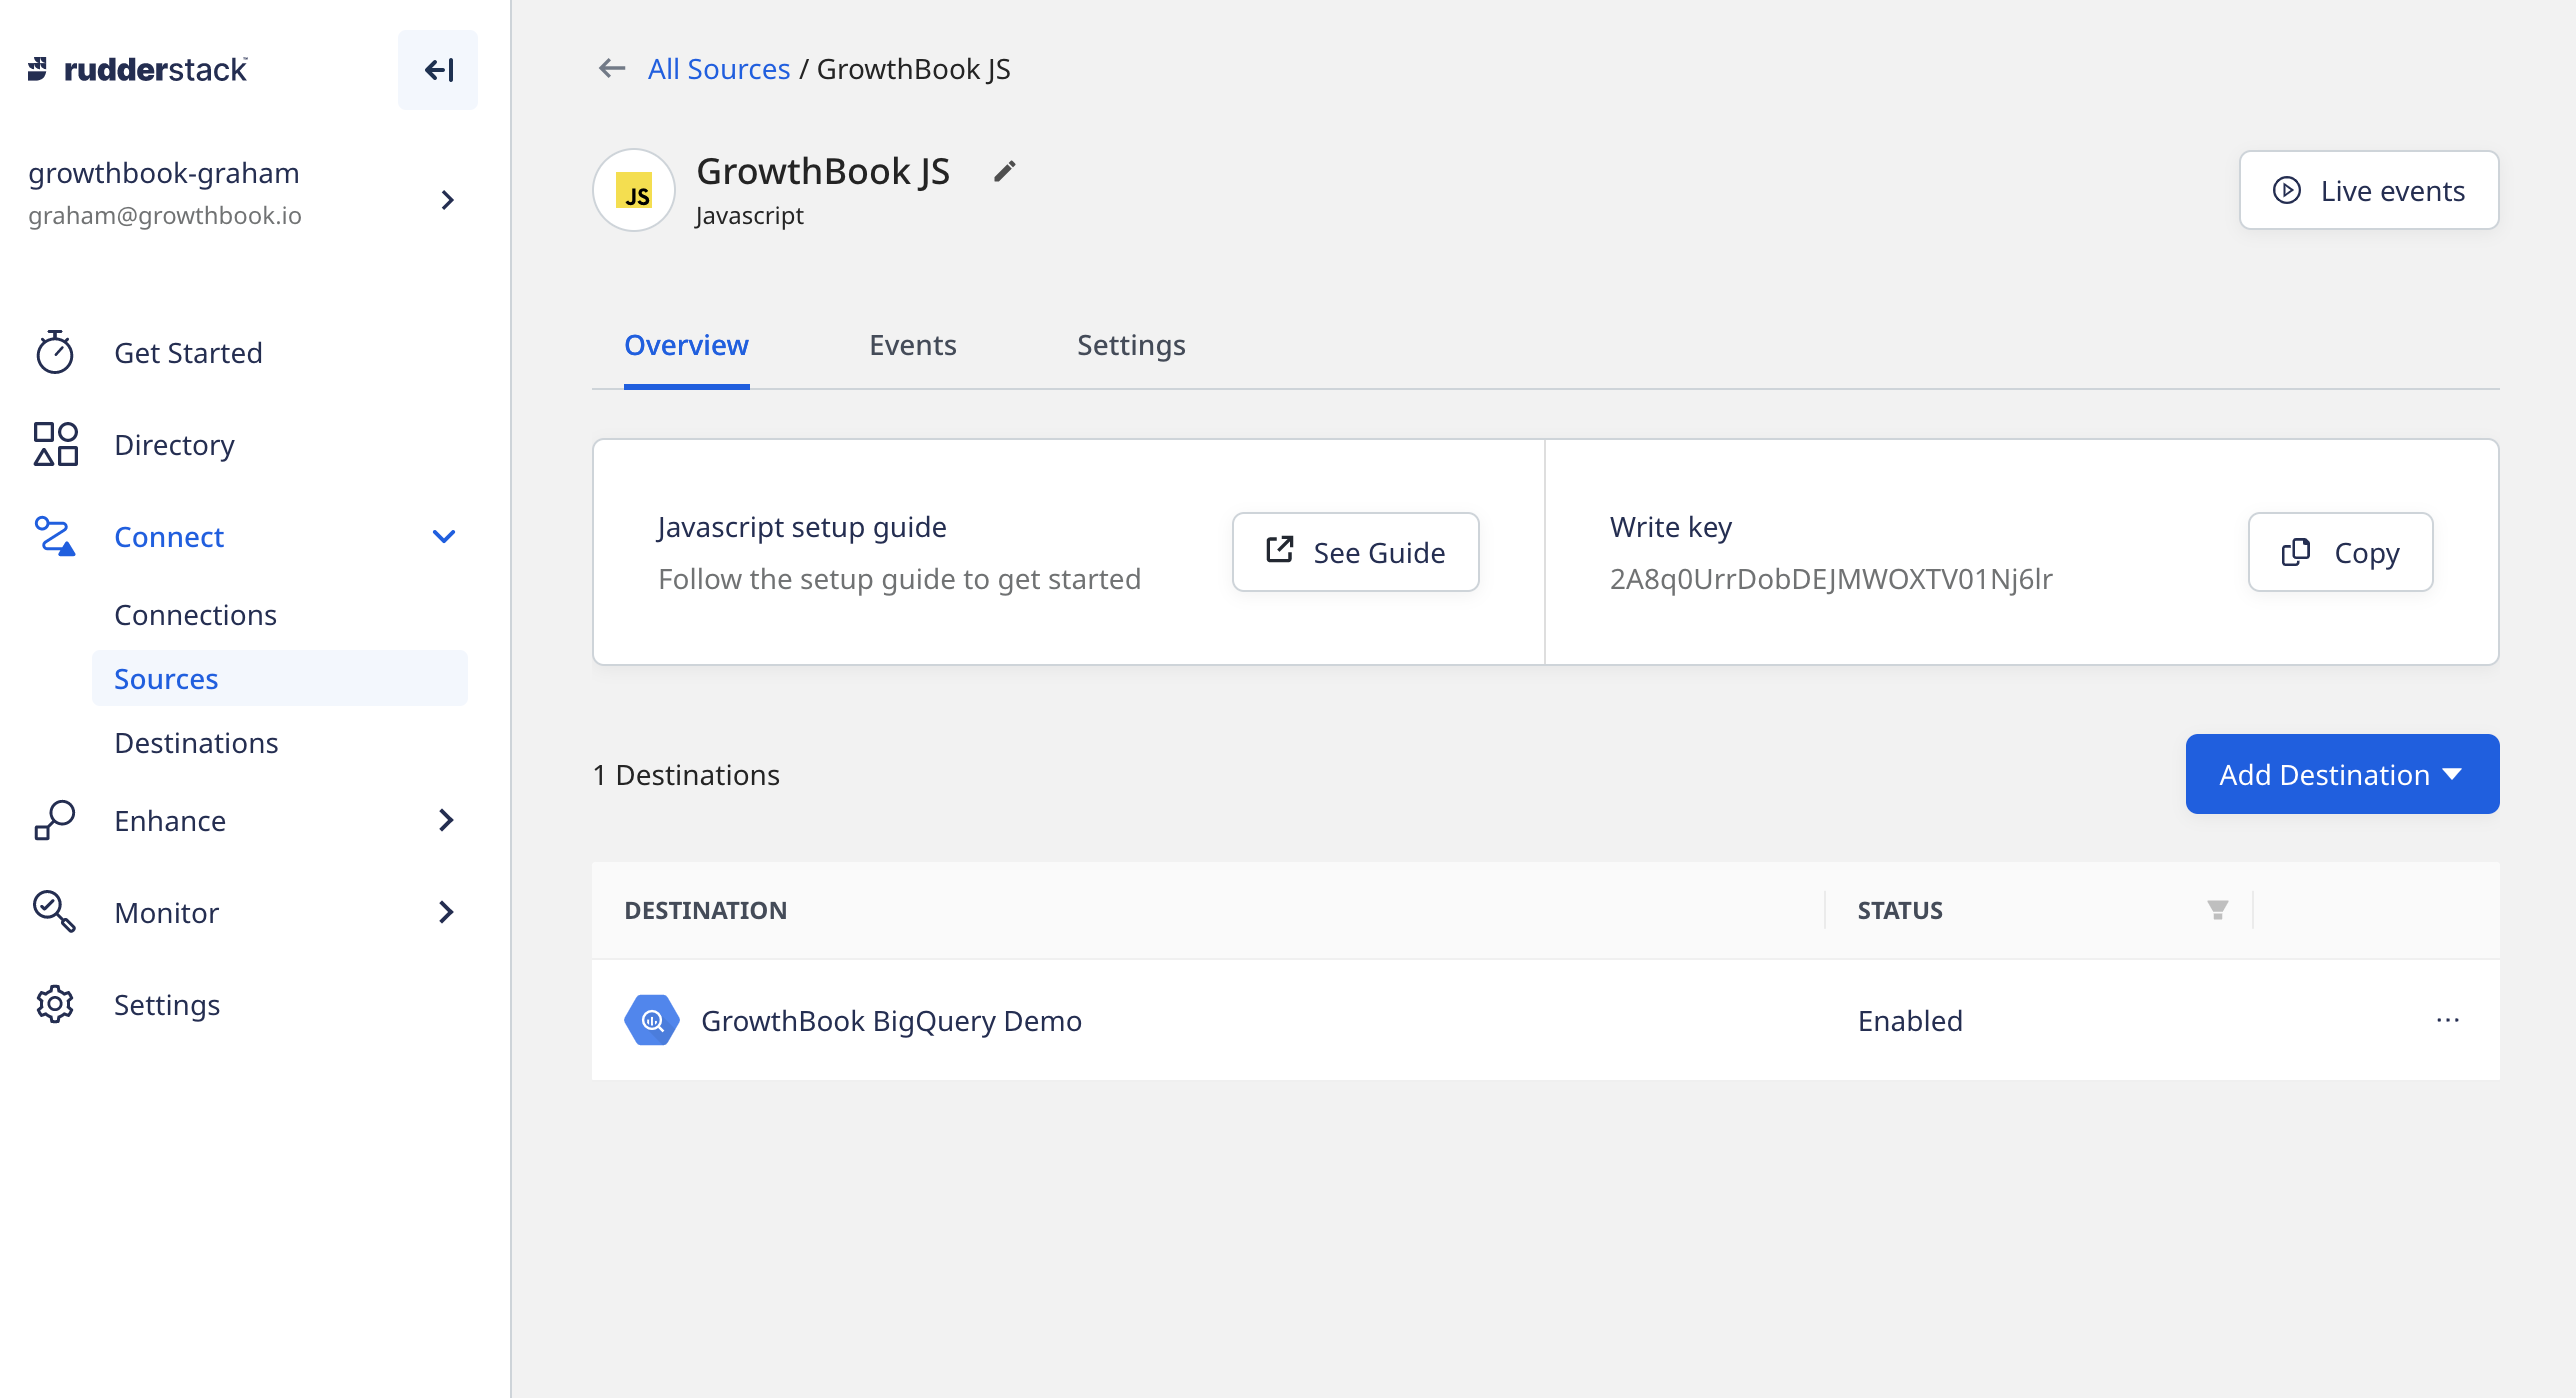 rudderstack
growthbook-graham
graham@growthbook.io
Get Started
Directory
Connect
Connections
Sources
Destinations
Enhance
Monitor
Settings
All Sources / GrowthBook JS
JS
GrowthBook JS
Javascript
Live events
Overview Events Settings
Javascript setup guide
Follow the setup guide to get started
See Guide
Write key
2A8q0UrrDobDEJMWOXTV01Nj6lr
Copy
1 Destinations
Add Destination
DESTINATION STATUS
GrowthBook BigQuery Demo Enabled